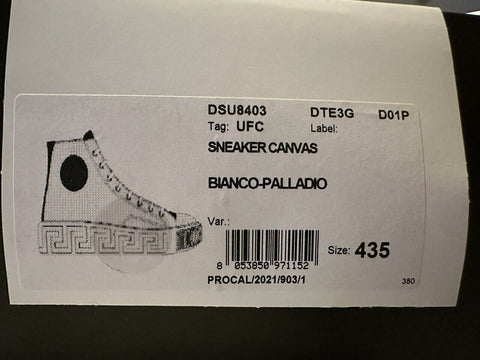 DSU8403 DTE3G D01P
Tag: UFC Label:
SNEAKER CANVAS
BIANCO-PALLADIO
Var.:
Size: 435
8 053850 971152
PROCAL/2021/903/1
380